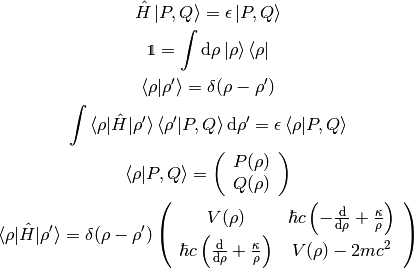 Ĥ |P, Q⟩ = ϵ |P, Q⟩
𝟙 = ∫ dρ |ρ⟩ ⟨ρ|
⟨ρ|ρ′⟩ = δ(ρ − ρ′)
∫ ⟨ρ|Ĥ|ρ′⟩ ⟨ρ′|P, Q⟩ dρ′ = ϵ ⟨ρ|P, Q⟩
⟨ρ|P, Q⟩ = ( P(ρ) ; Q(ρ) )
⟨ρ|Ĥ|ρ′⟩ = δ(ρ − ρ′) ( V(ρ) , ħc (−d/dρ + κ/ρ) ; ħc (d/dρ + κ/ρ) , V(ρ) − 2mc² )